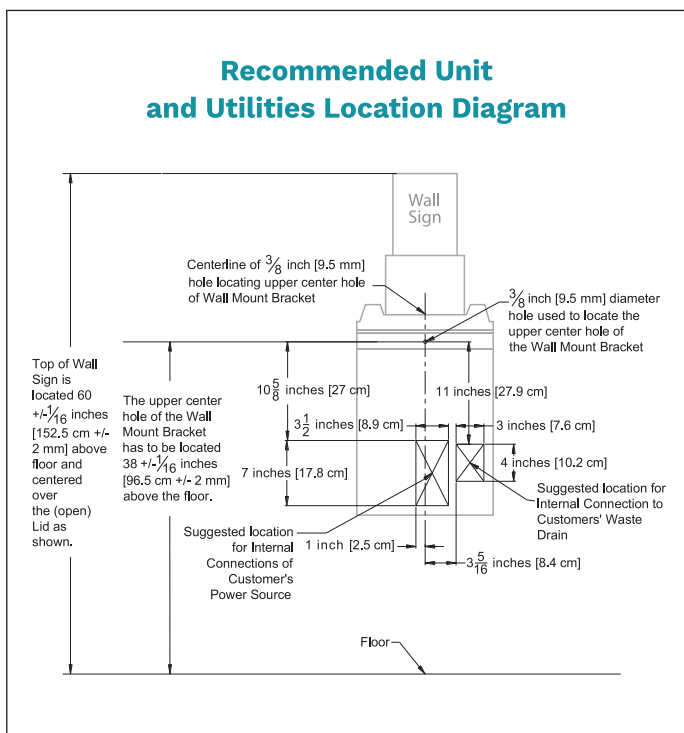 Recommended Unit
and Utilities Location Diagram
Wall
Sign
Centerline of 3/8 inch [9.5 mm]
hole locating upper center hole
of Wall Mount Bracket
3/8 inch [9.5 mm] diameter
hole used to locate the
upper center hole of
the Wall Mount Bracket
Top of Wall
Sign is
located 60
+/-1/16 inches
[152.5 cm +/-
2 mm] above
floor and
centered
over
the (open)
Lid as
shown.
The upper center
hole of the Wall
Mount Bracket
has to be located
38 +/-1/16 inches
[96.5 cm +/- 2 mm]
above the floor.
10 5/8 inches [27 cm]
11 inches [27.9 cm]
3 1/2 inches [8.9 cm]
3 inches [7.6 cm]
7 inches [17.8 cm]
4 inches [10.2 cm]
Suggested location for
Internal Connection to
Customers' Waste
Drain
Suggested location
for Internal
Connections of
Customer's
Power Source
1 inch [2.5 cm]
3 5/16 inches [8.4 cm]
Floor